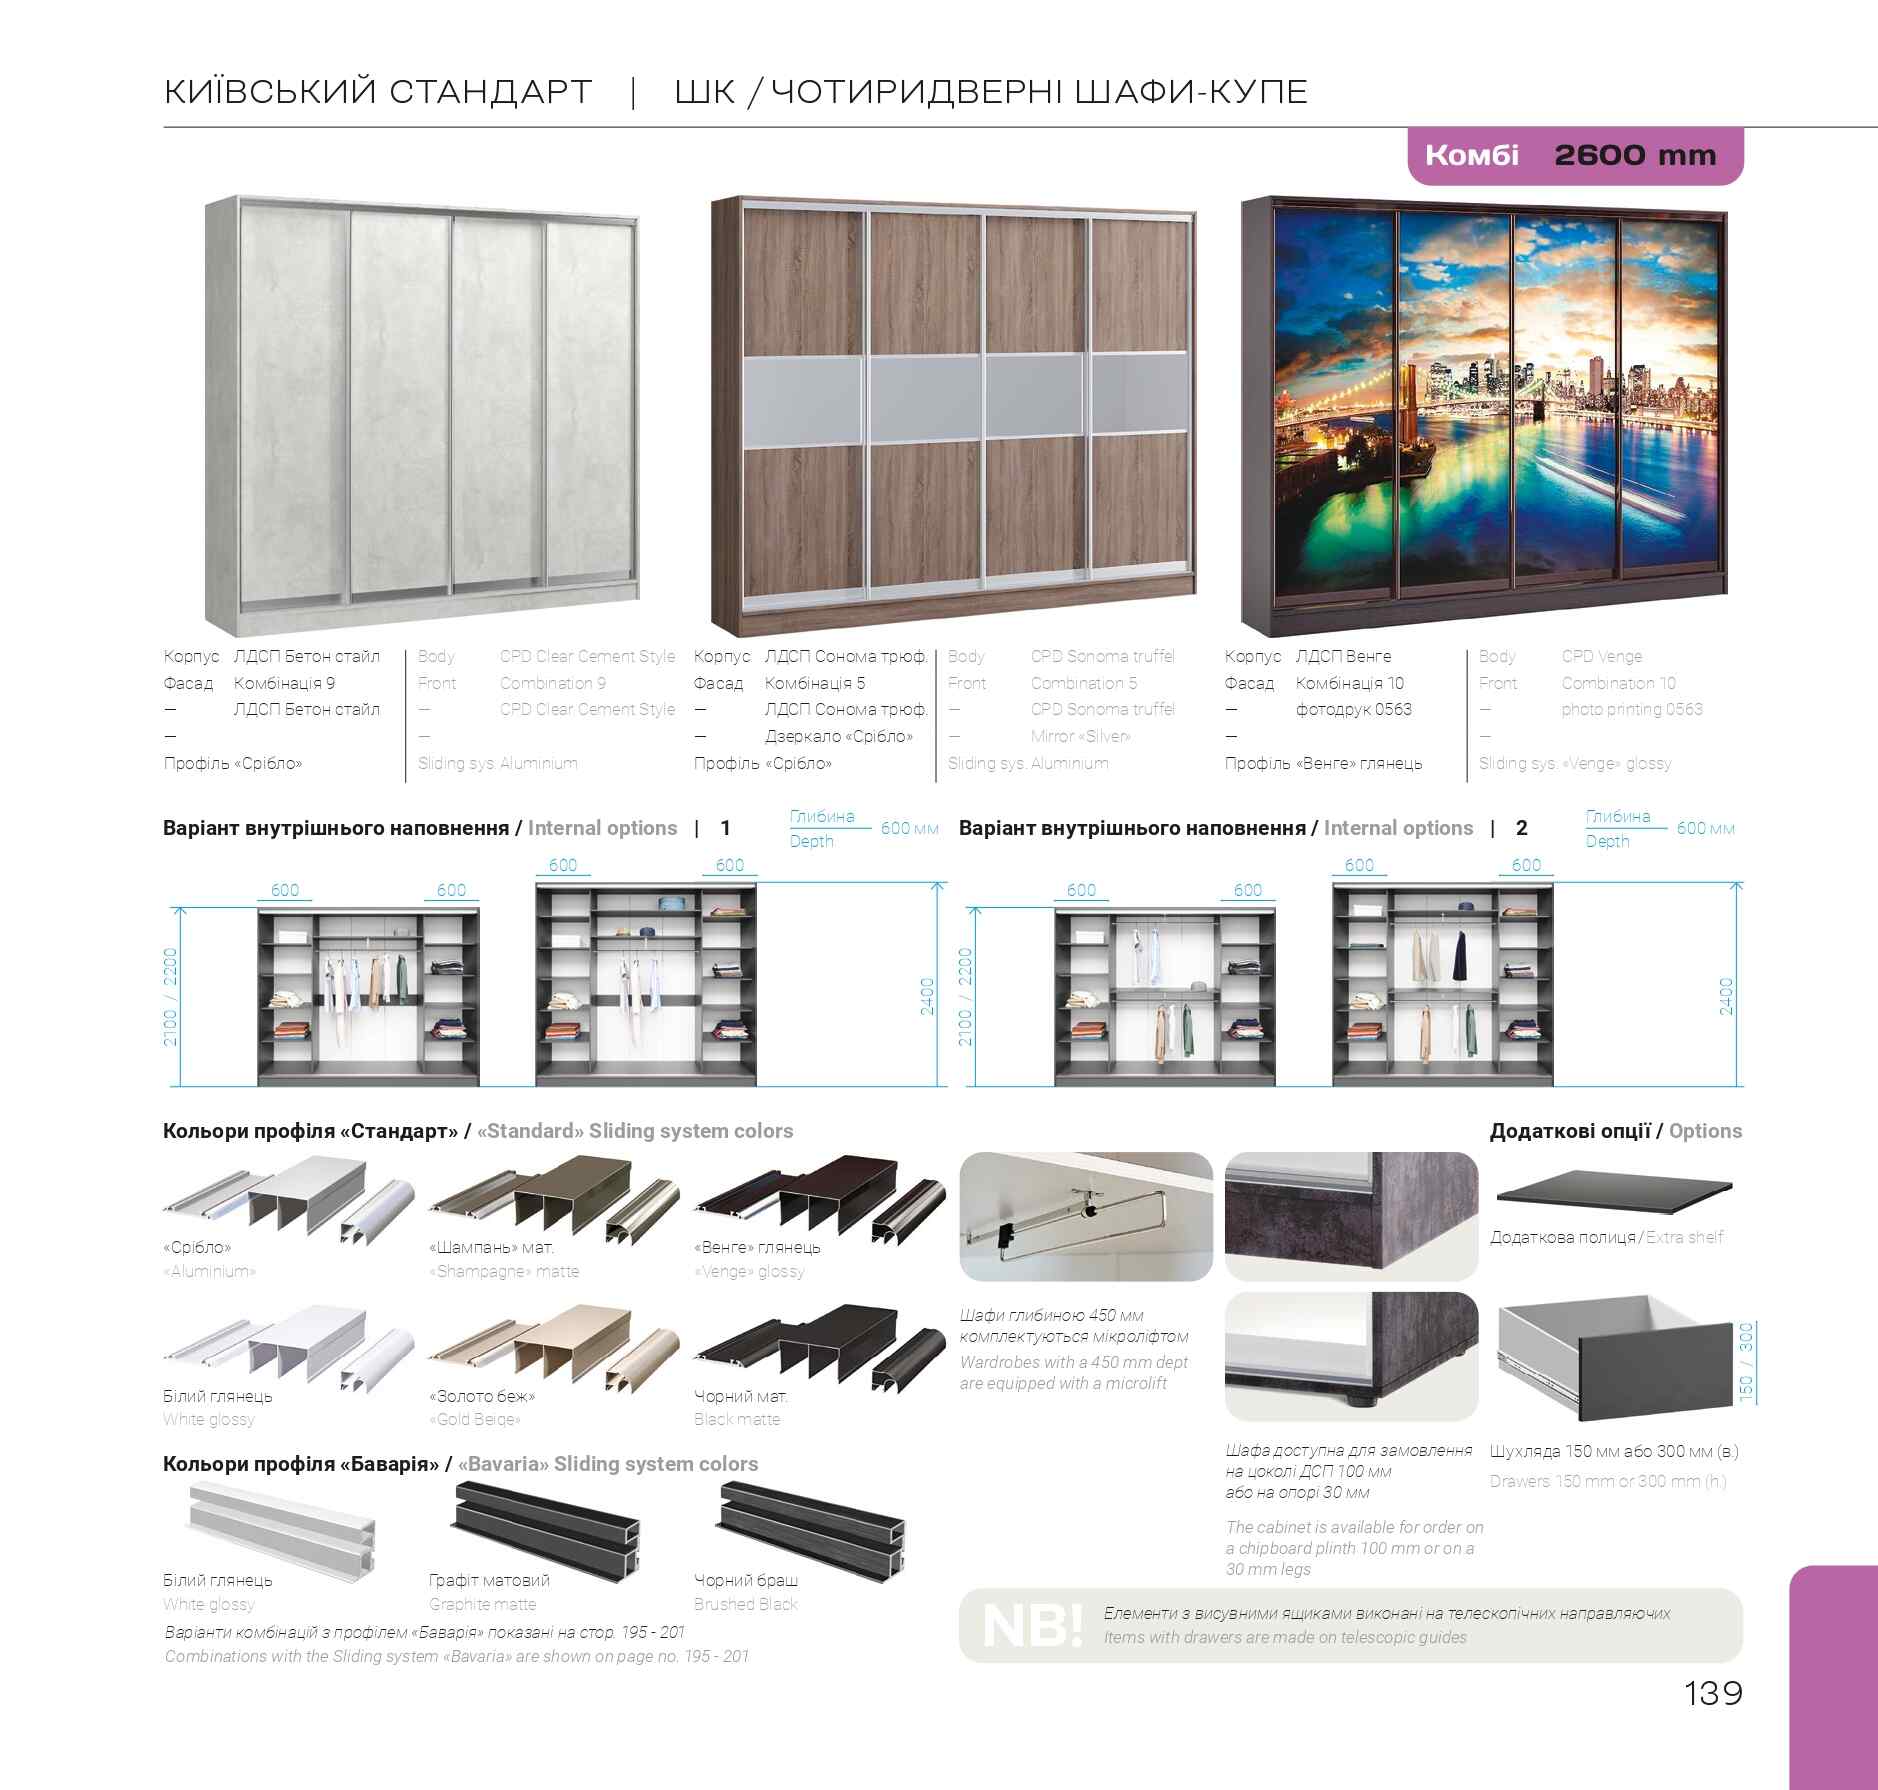 КИЇВСЬКИЙ СТАНДАРТ | ШК / ЧОТИРИДВЕРНІ ШАФИ-КУПЕ
Комбі 2600 mm
Корпус ЛДСП Бетон стайл
Фасад Комбінація 9
— ЛДСП Бетон стайл
—
Профіль «Срібло»
Body CPD Clear Cement Style
Front Combination 9
— CPD Clear Cement Style
—
Sliding sys. Aluminium
Корпус ЛДСП Сонома трюф.
Фасад Комбінація 5
— ЛДСП Сонома трюф.
— Дзеркало «Срібло»
Профіль «Срібло»
Body CPD Sonoma truffel
Front Combination 5
— CPD Sonoma truffel
— Mirror «Silver»
Sliding sys. Aluminium
Корпус ЛДСП Венге
Фасад Комбінація 10
— фотодрук 0563
—
Профіль «Венге» глянець
Body CPD Venge
Front Combination 10
— photo printing 0563
—
Sliding sys. «Venge» glossy
Варіант внутрішнього наповнення / Internal options | 1
Глибина
Depth
600 мм
600
600
600
600
2100 / 2200
2400
Варіант внутрішнього наповнення / Internal options | 2
Глибина
Depth
600 мм
600
600
600
600
2100 / 2200
2400
Кольори профіля «Стандарт» / «Standard» Sliding system colors
«Срібло»
«Aluminium»
«Шампань» мат.
«Shampagne» matte
«Венге» глянець
«Venge» glossy
Білий глянець
White glossy
«Золото беж»
«Gold Beige»
Чорний мат.
Black matte
Кольори профіля «Баварія» / «Bavaria» Sliding system colors
Білий глянець
White glossy
Графіт матовий
Graphite matte
Чорний браш
Brushed Black
Варіанти комбінацій з профілем «Баварія» показані на стор. 195 - 201
Combinations with the Sliding system «Bavaria» are shown on page no. 195 - 201
Шафи глибиною 450 мм
комплектуються мікроліфтом
Wardrobes with a 450 mm dept
are equipped with a microlift
Шафа доступна для замовлення
на цоколі ДСП 100 мм
або на опорі 30 мм
The cabinet is available for order on
a chipboard plinth 100 mm or on a
30 mm legs
Додаткові опції / Options
Додаткова полиця / Extra shelf
150 / 300
Шухляда 150 мм або 300 мм (в.)
Drawers 150 mm or 300 mm (h.)
NB!
Елементи з висувними ящиками виконані на телескопічних направляючих
Items with drawers are made on telescopic guides
139